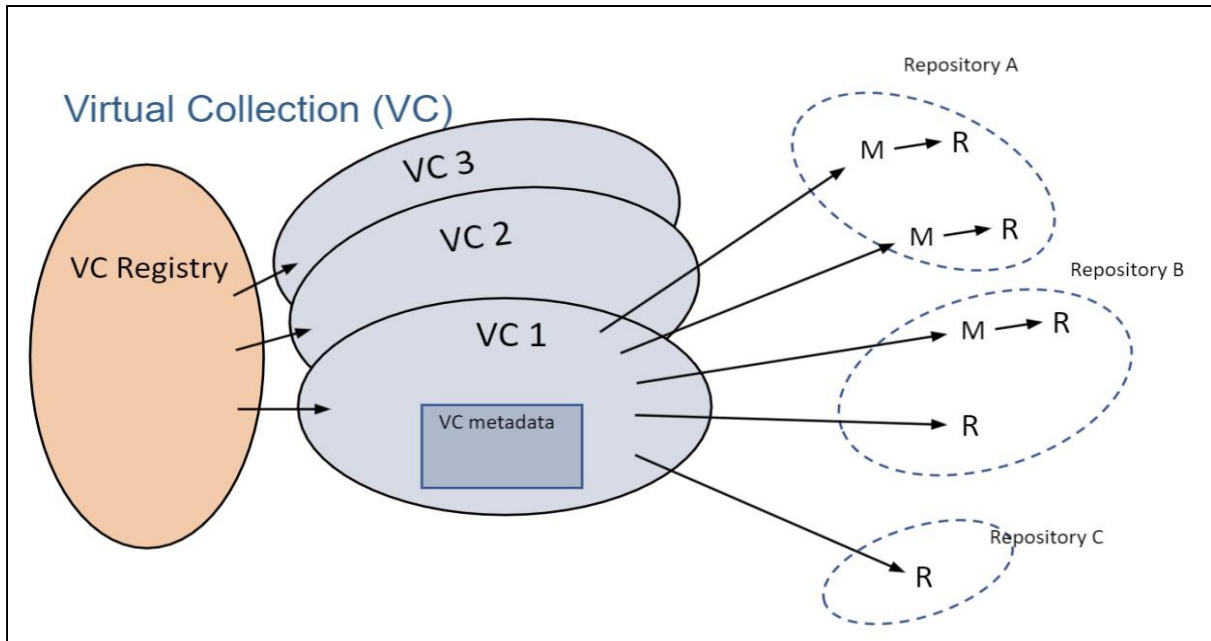 Virtual Collection (VC)
VC Registry
VC 3
VC 2
VC 1
VC metadata
Repository A
M R
M R
Repository B
M R
R
Repository C
R